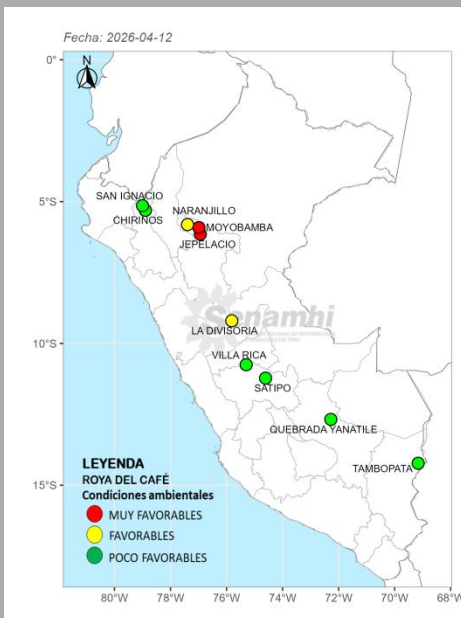 Fecha: 2026-04-12
N
0°
5°S
10°S
15°S
SAN IGNACIO
CHIRINOS
NARANJILLO
MOYOBAMBA
JEPELACIO
Senamhi
LA DIVISORIA
VILLA RICA
SATIPO
QUEBRADA YANATILE
TAMBOPATA
LEYENDA
ROYA DEL CAFÉ
Condiciones ambientales
MUY FAVORABLES
FAVORABLES
POCO FAVORABLES
80°W 78°W 76°W 74°W 72°W 70°W 68°W